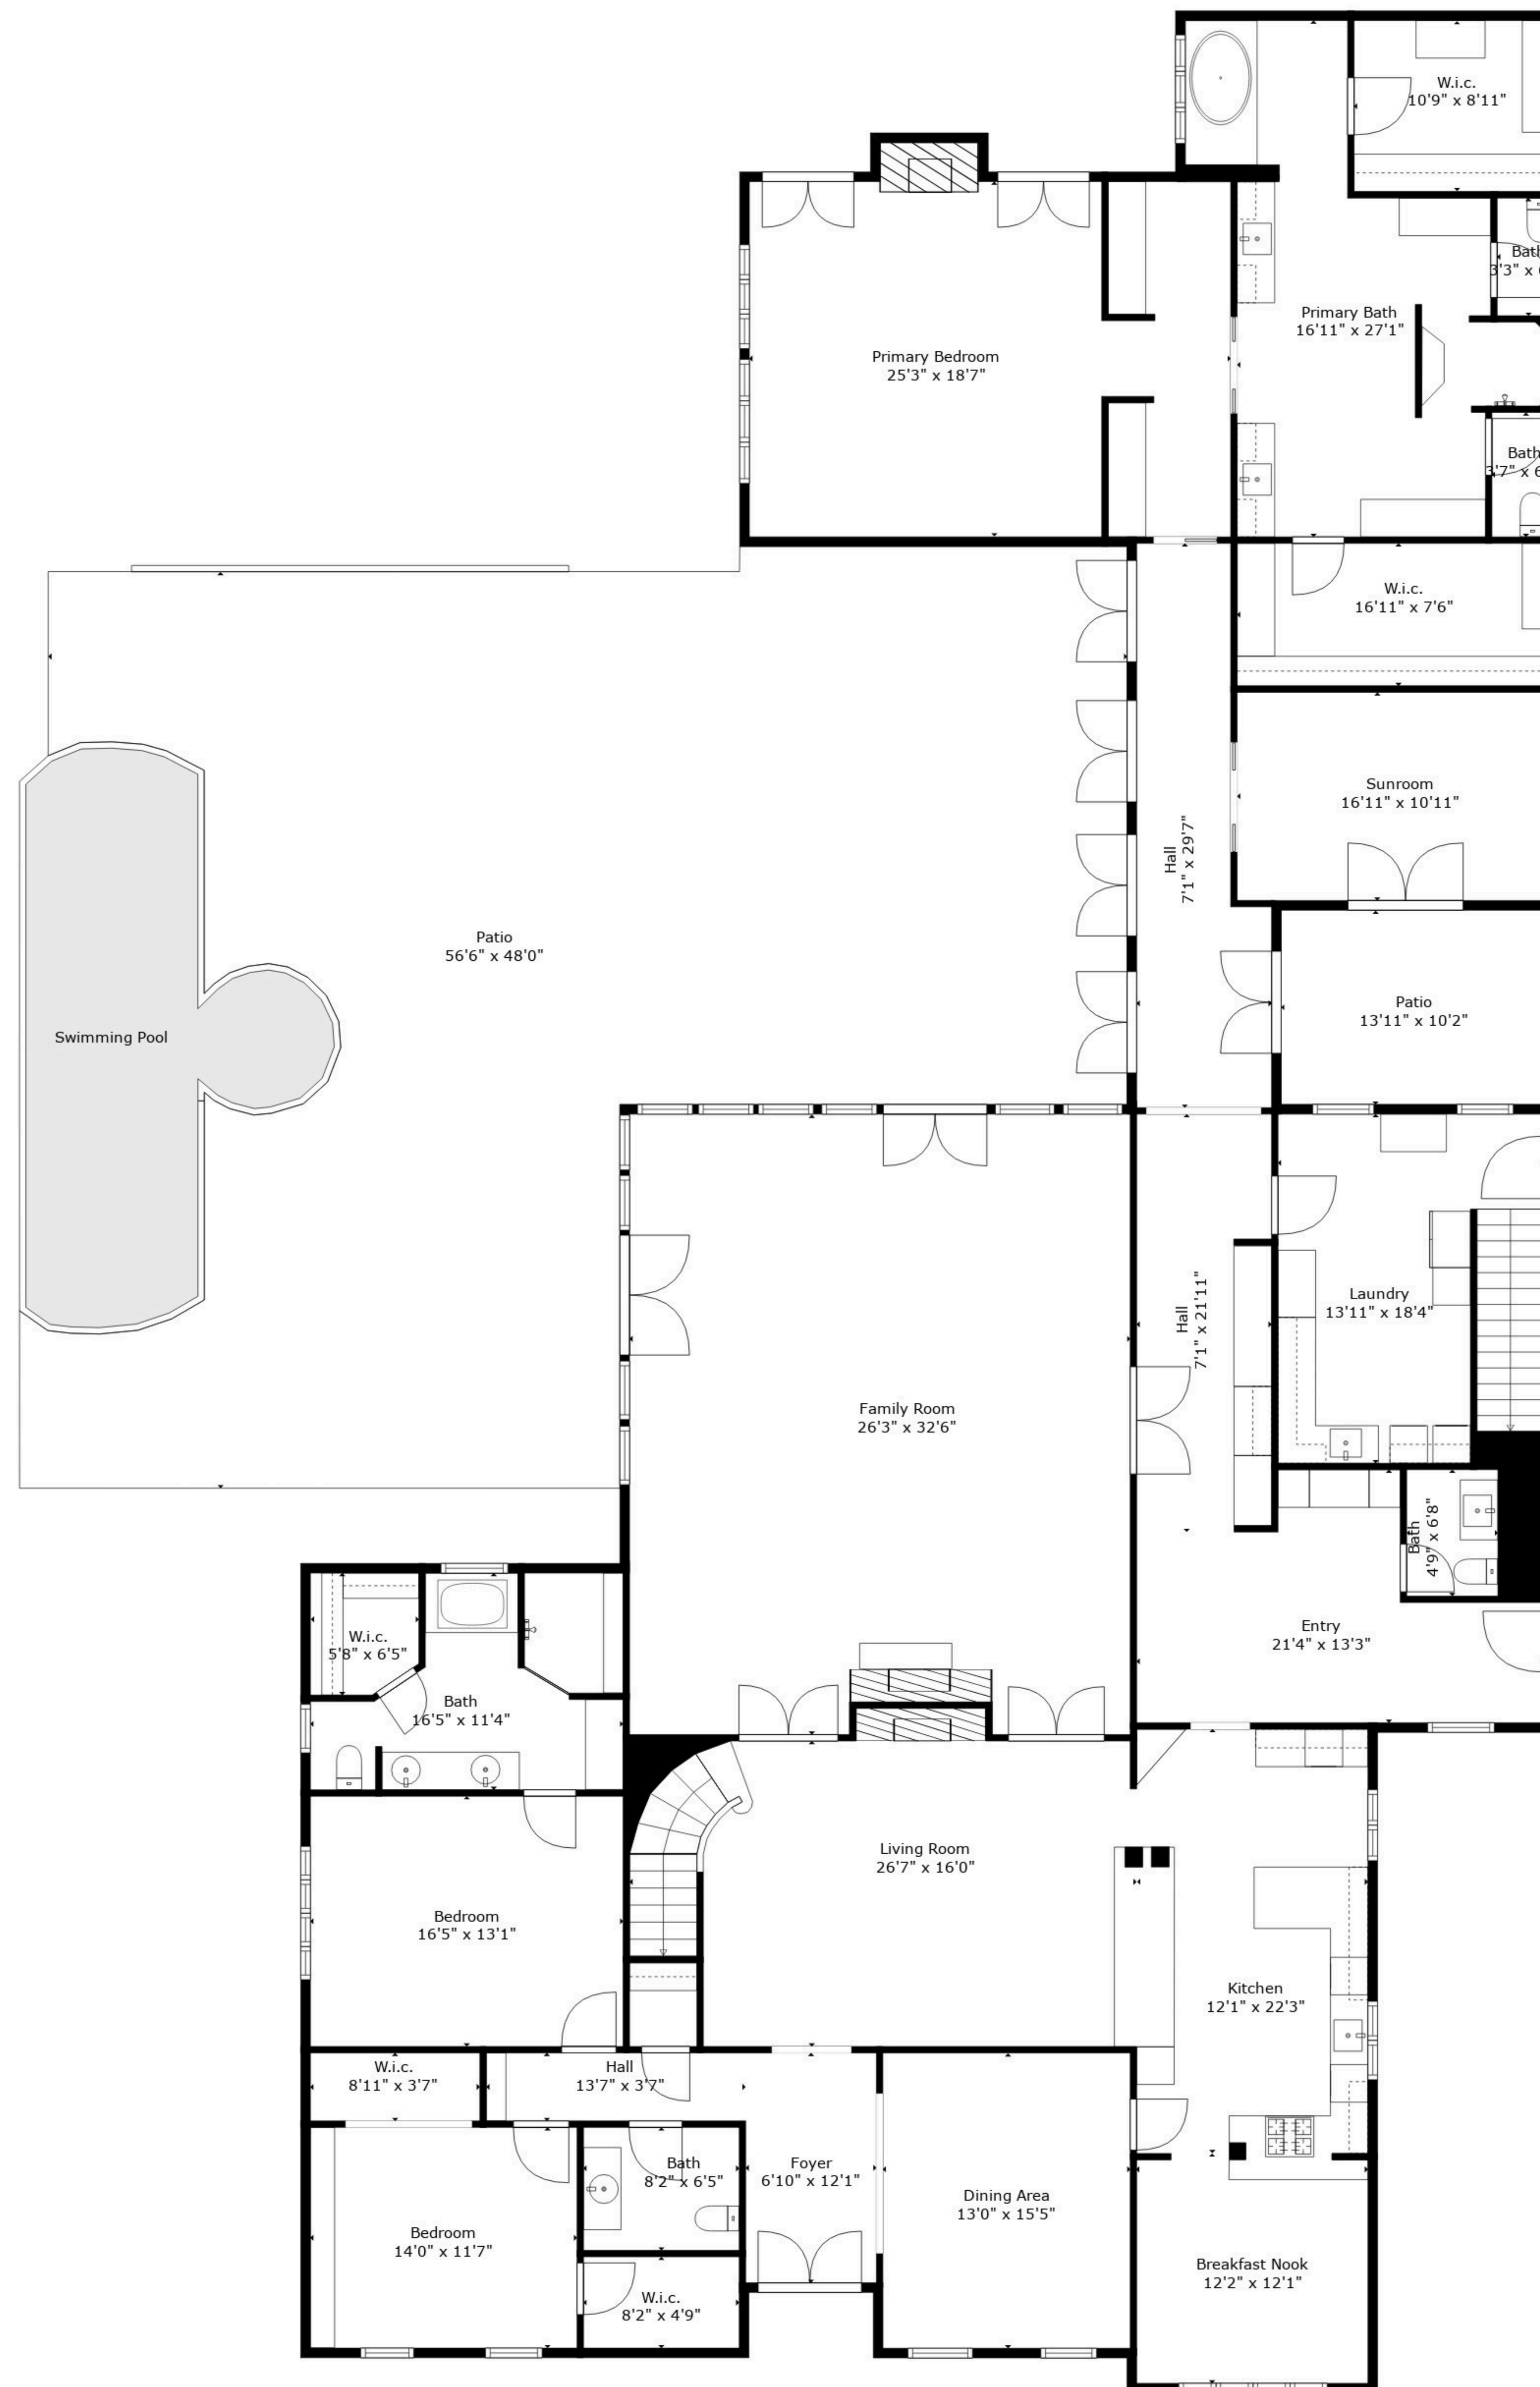 W.i.c.
10'9" x 8'11"
Bath
3'3" x
Primary Bath
16'11" x 27'1"
Primary Bedroom
25'3" x 18'7"
Bath
3'7" x 6
W.i.c.
16'11" x 7'6"
Sunroom
16'11" x 10'11"
Hall
7'1" x 29'7"
Patio
56'6" x 48'0"
Patio
13'11" x 10'2"
Swimming Pool
Hall
7'1" x 21'11"
Laundry
13'11" x 18'4"
Family Room
26'3" x 32'6"
Bath
4'9" x 6'8"
Entry
21'4" x 13'3"
W.i.c.
5'8" x 6'5"
Bath
16'5" x 11'4"
Living Room
26'7" x 16'0"
Bedroom
16'5" x 13'1"
Kitchen
12'1" x 22'3"
W.i.c.
8'11" x 3'7"
Hall
13'7" x 3'7"
Bath
8'2" x 6'5"
Foyer
6'10" x 12'1"
Dining Area
13'0" x 15'5"
Bedroom
14'0" x 11'7"
Breakfast Nook
12'2" x 12'1"
W.i.c.
8'2" x 4'9"